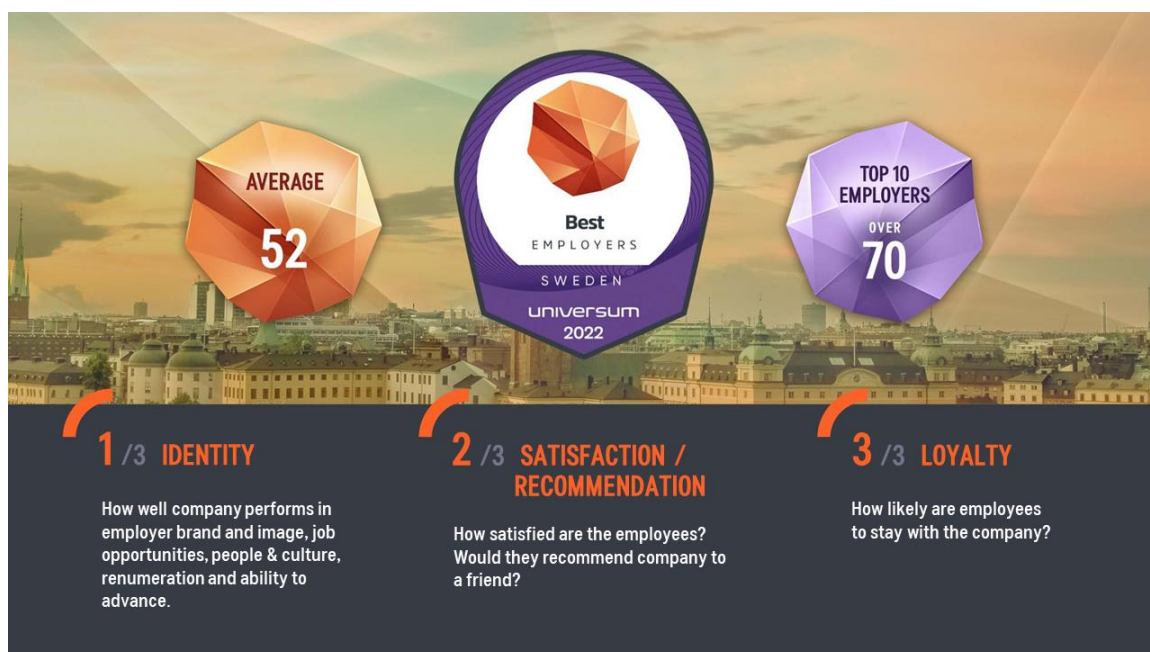 AVERAGE
52
Best
EMPLOYERS
SWEDEN
UNIVERSUM
2022
TOP 10
EMPLOYERS
OVER
70
1/3 IDENTITY
How well company performs in
employer brand and image, job
opportunities, people & culture,
renumeration and ability to
advance.
2/3 SATISFACTION /
RECOMMENDATION
How satisfied are the employees?
Would they recommend company to
a friend?
3/3 LOYALTY
How likely are employees
to stay with the company?